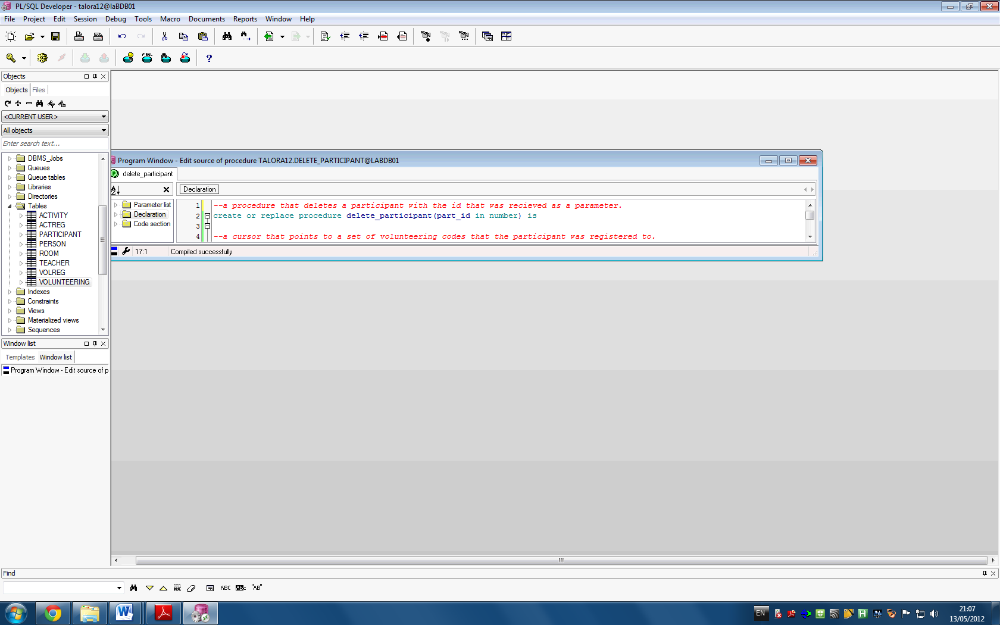 PL/SQL Developer - talora12@laBDB01
File Project Edit Session Debug Tools Macro Documents Reports Window Help
SQL
?
Objects
Objects Files
<CURRENT USER>
All objects
Enter search text...
DBMS_Jobs
Queues
Queue tables
Libraries
Directories
Tables
ACTIVITY
ACTREG
PARTICIPANT
PERSON
ROOM
TEACHER
VOLREG
VOLUNTEERING
Indexes
Constraints
Views
Materialized views
Sequences
Window list
Templates Window list
Program Window - Edit source of p
Program Window - Edit source of procedure TALORA12.DELETE_PARTICIPANT@LABDB01
delete_participant
Declaration
Parameter list
Declaration
Code section
1 --a procedure that deletes a participant with the id that was recieved as a parameter.
2 create or replace procedure delete_participant(part_id in number) is
3
4 --a cursor that points to a set of volunteering codes that the participant was registered to.
17:1 Compiled successfully
Find
ABC "AB"
EN
21:07
13/05/2012